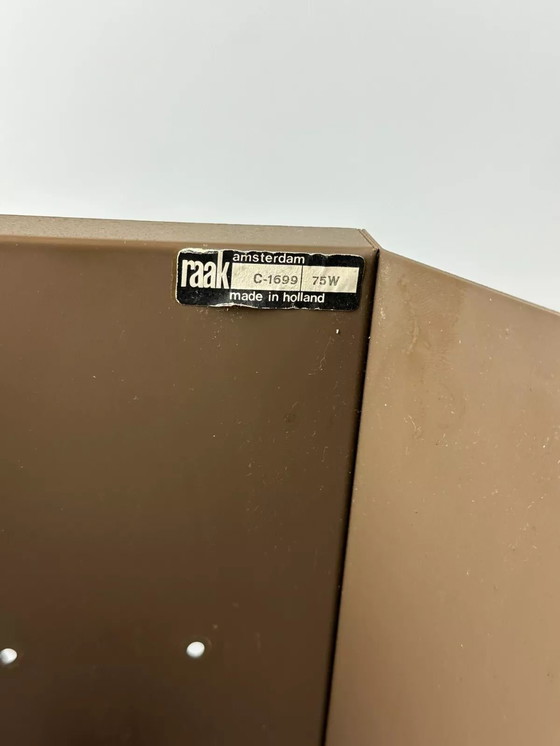 raak
amsterdam
C-1699 75W
made in holland